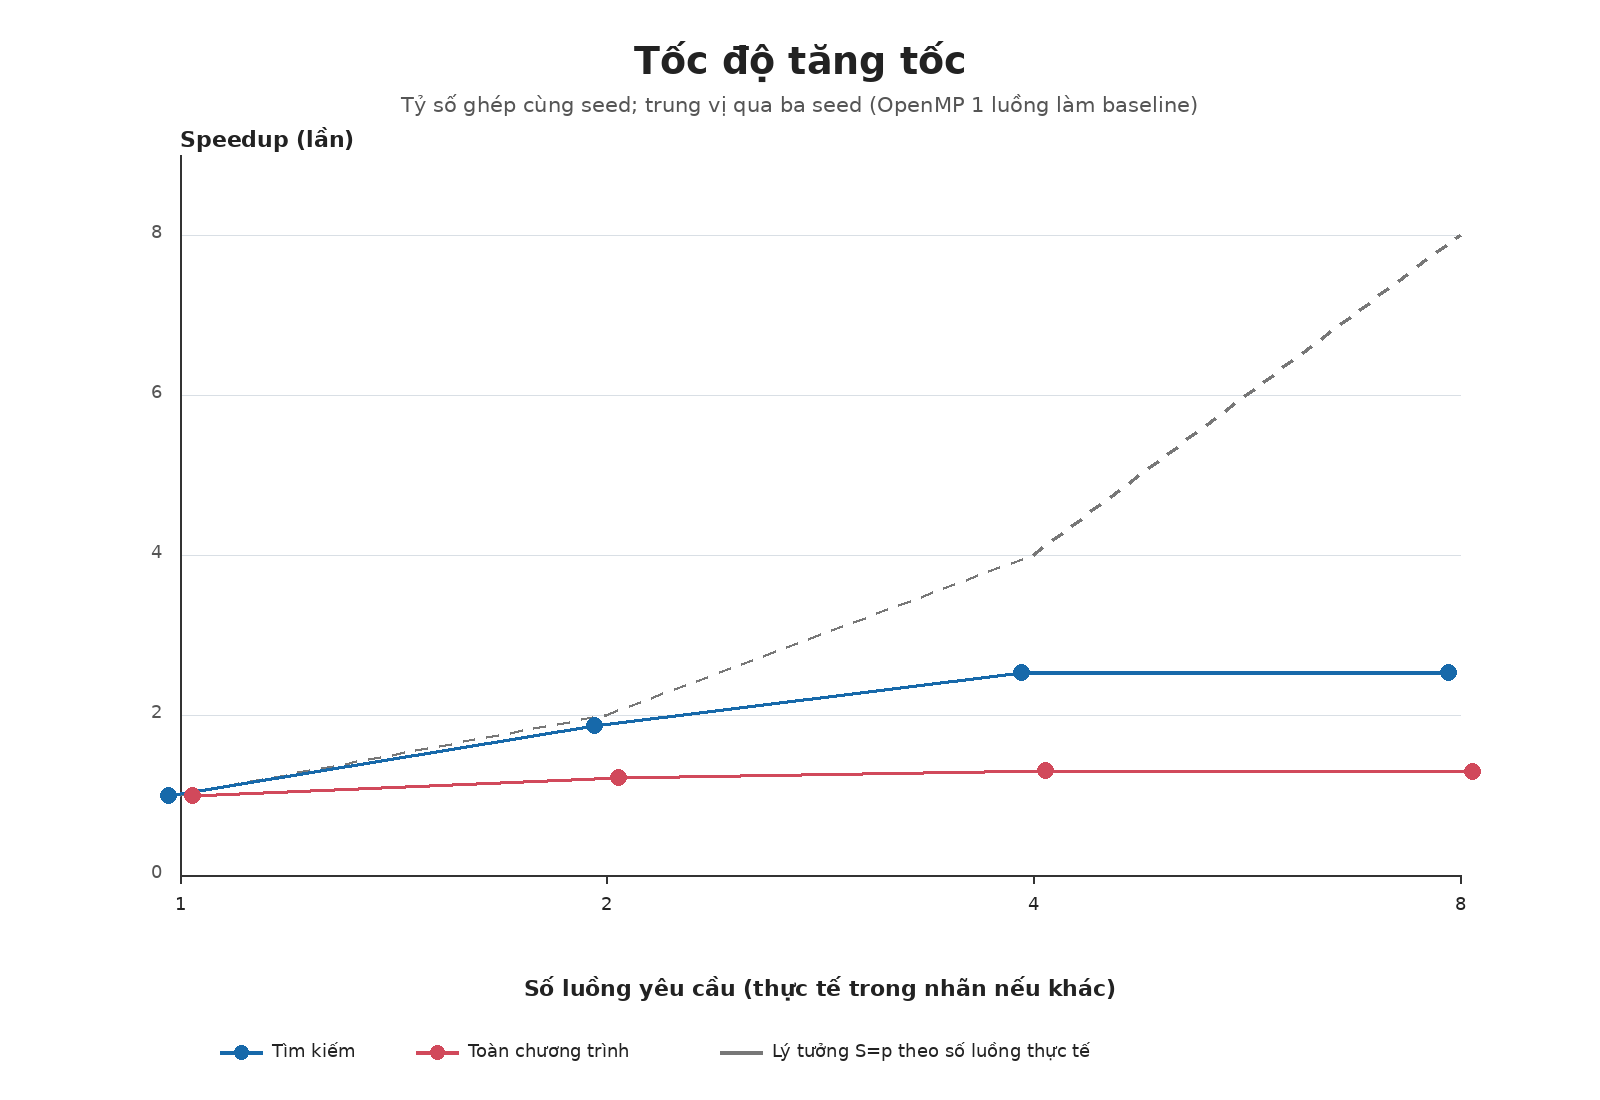 Tốc độ tăng tốc
Tỷ số ghép cùng seed; trung vị qua ba seed (OpenMP 1 luồng làm baseline)
Speedup (lần)
8
6
4
2
0
1 2 4 8
Số luồng yêu cầu (thực tế trong nhãn nếu khác)
Tìm kiếm Toàn chương trình Lý tưởng S=p theo số luồng thực tế